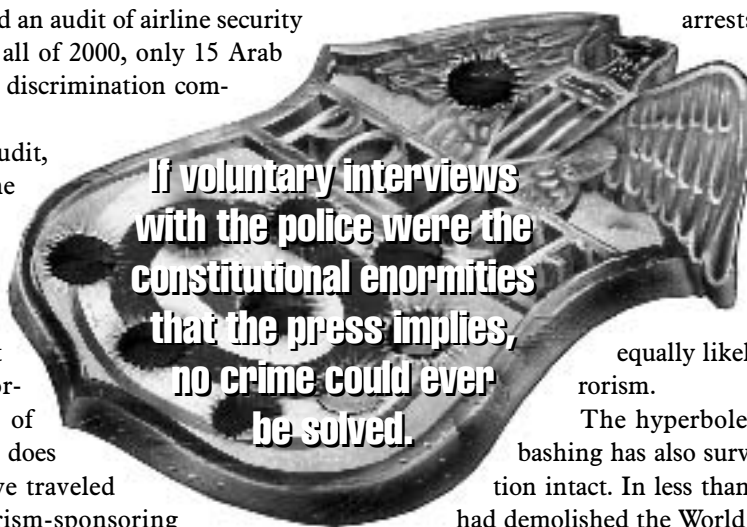 d an audit of airline security
all of 2000, only 15 Arab
discrimination com-
udit,
ne
t
or-
of
does
ve traveled
rism-sponsoring
If voluntary interviews
with the police were the
constitutional enormities
that the press implies,
no crime could ever
be solved.
arrests
equally likel
rorism.
The hyperbole
bashing has also surv
tion intact. In less than
had demolished the World